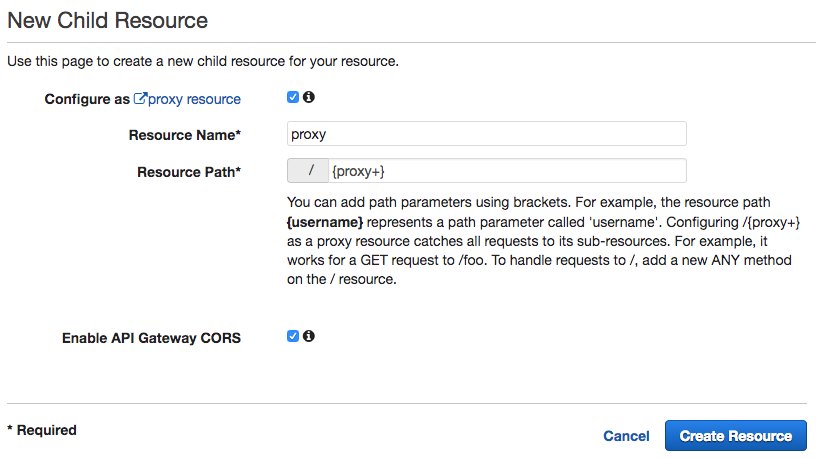 New Child Resource
Use this page to create a new child resource for your resource.
Configure as proxy resource
Resource Name* proxy
Resource Path* / {proxy+}
You can add path parameters using brackets. For example, the resource path
{username} represents a path parameter called 'username'. Configuring /{proxy+}
as a proxy resource catches all requests to its sub-resources. For example, it
works for a GET request to /foo. To handle requests to /, add a new ANY method
on the / resource.
Enable API Gateway CORS
* Required
Cancel Create Resource